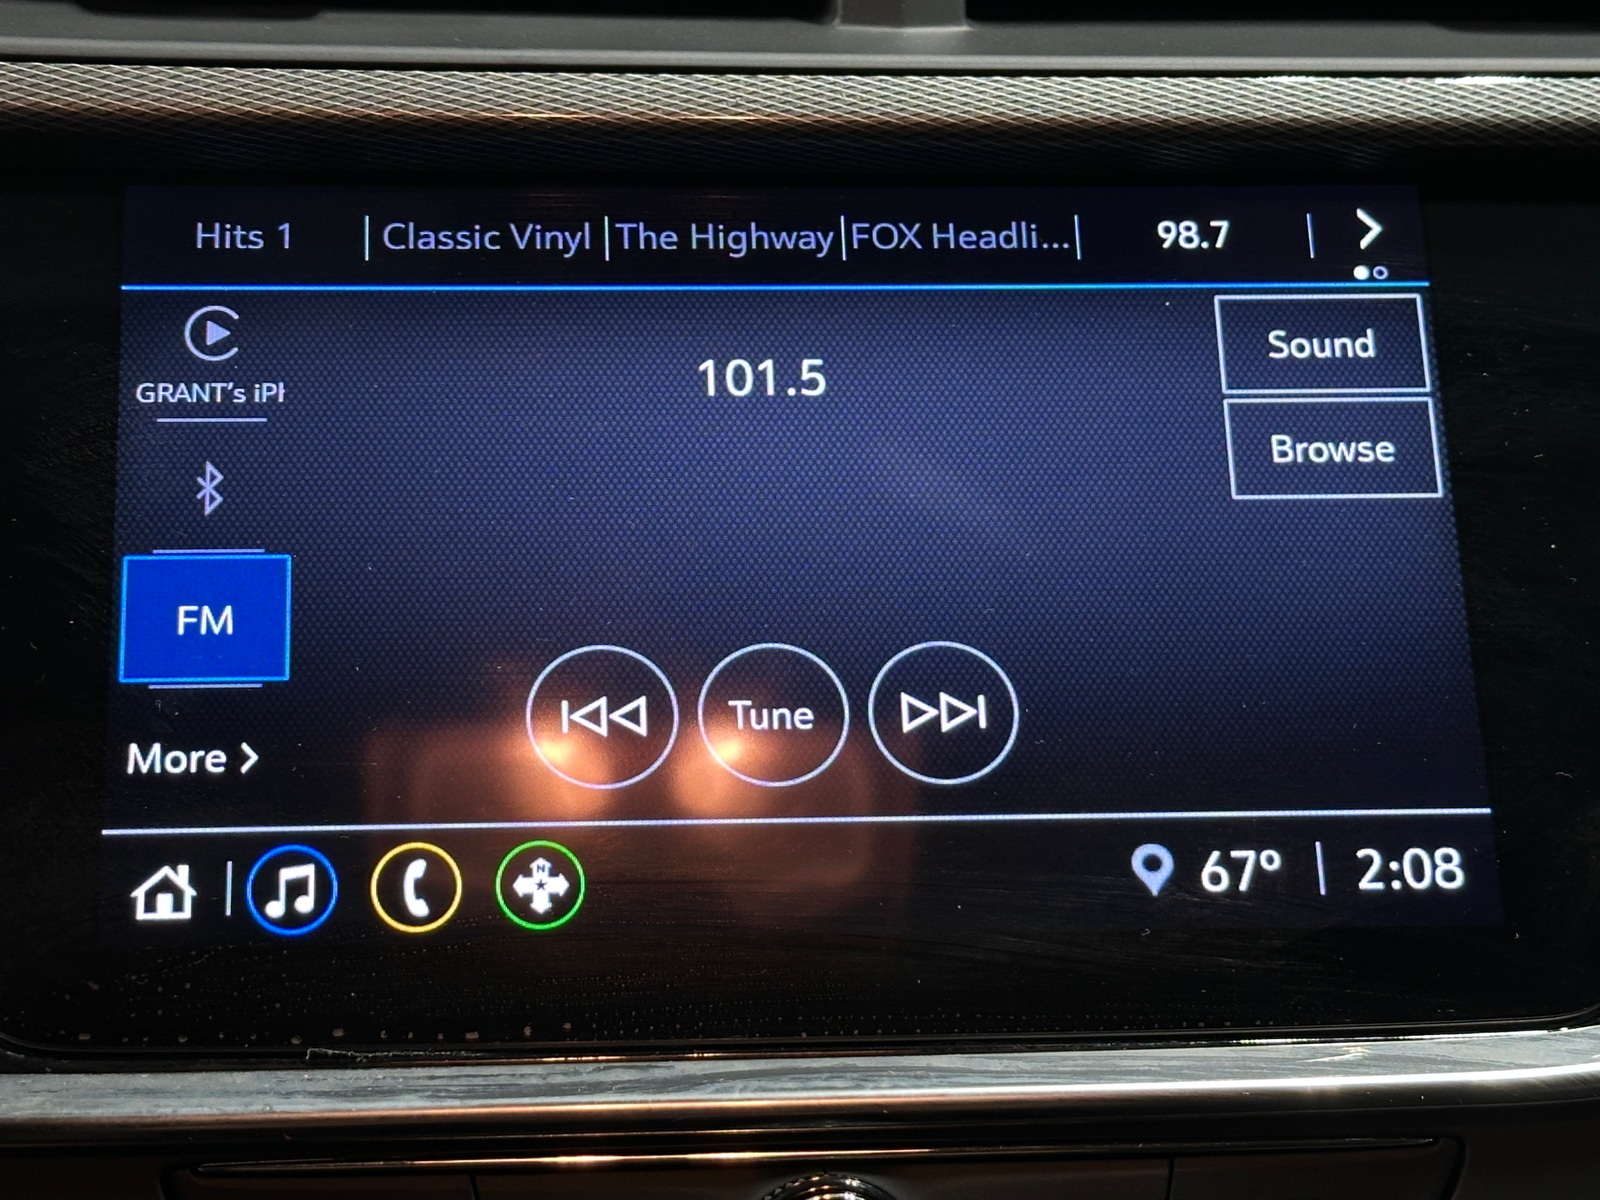 Hits 1 | Classic Vinyl | The Highway | FOX Headli... | 98.7 |
GRANT's iPh
101.5
Sound
Browse
FM
Tune
More >
N
67° | 2:08